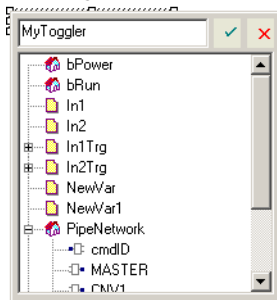 MyToggler
bPower
bRun
In1
In2
In1Trg
In2Trg
NewVar
NewVar1
PipeNetwork
cmdID
MASTER
CNV1